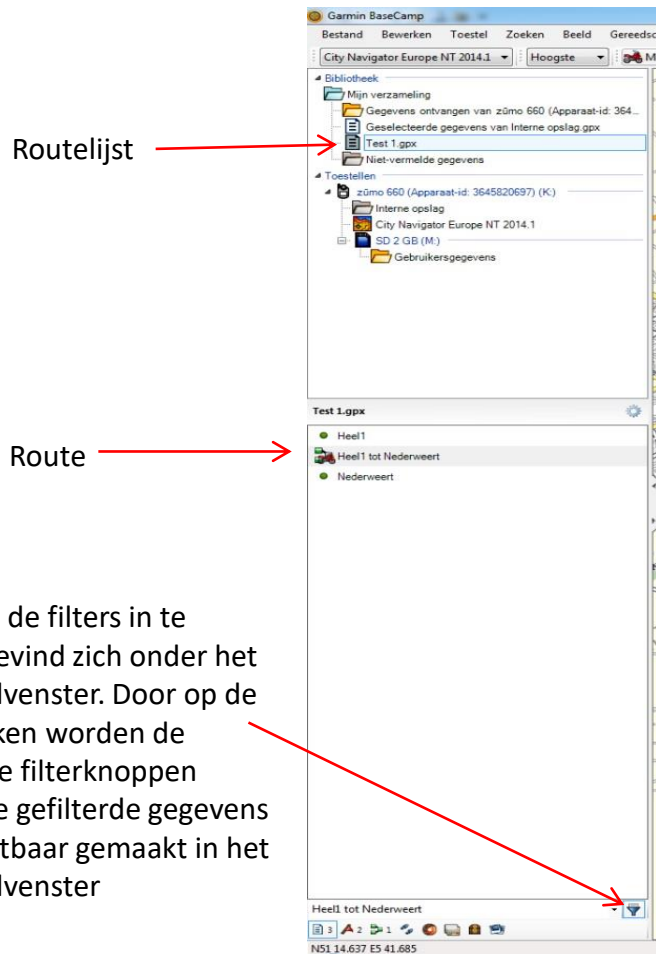 Garmin BaseCamp
Bestand Bewerken Toestel Zoeken Beeld Gereedsc
City Navigator Europe NT 2014.1 Hoogste M
Bibliotheek
Mijn verzameling
Gegevens ontvangen van zūmo 660 (Apparaat-id: 364...
Geselecteerde gegevens van Interne opslag.gpx
Routelijst
Test 1.gpx
Niet-vermelde gegevens
Toestellen
zūmo 660 (Apparaat-id: 3645820697) (K:)
Interne opslag
City Navigator Europe NT 2014.1
SD 2 GB (M:)
Gebruikersgegevens
Test 1.gpx
Heel1
Route
Heel1 tot Nederweert
Nederweert
de filters in te
evind zich onder het
lvenster. Door op de
ken worden de
e filterknoppen
e gefilterde gegevens
tbaar gemaakt in het
lvenster
Heel1 tot Nederweert
3 2 1
N51 14.637 E5 41.685